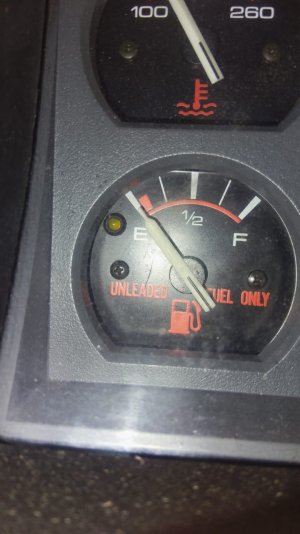 100 260
1/2
E F
UNLEADED FUEL ONLY